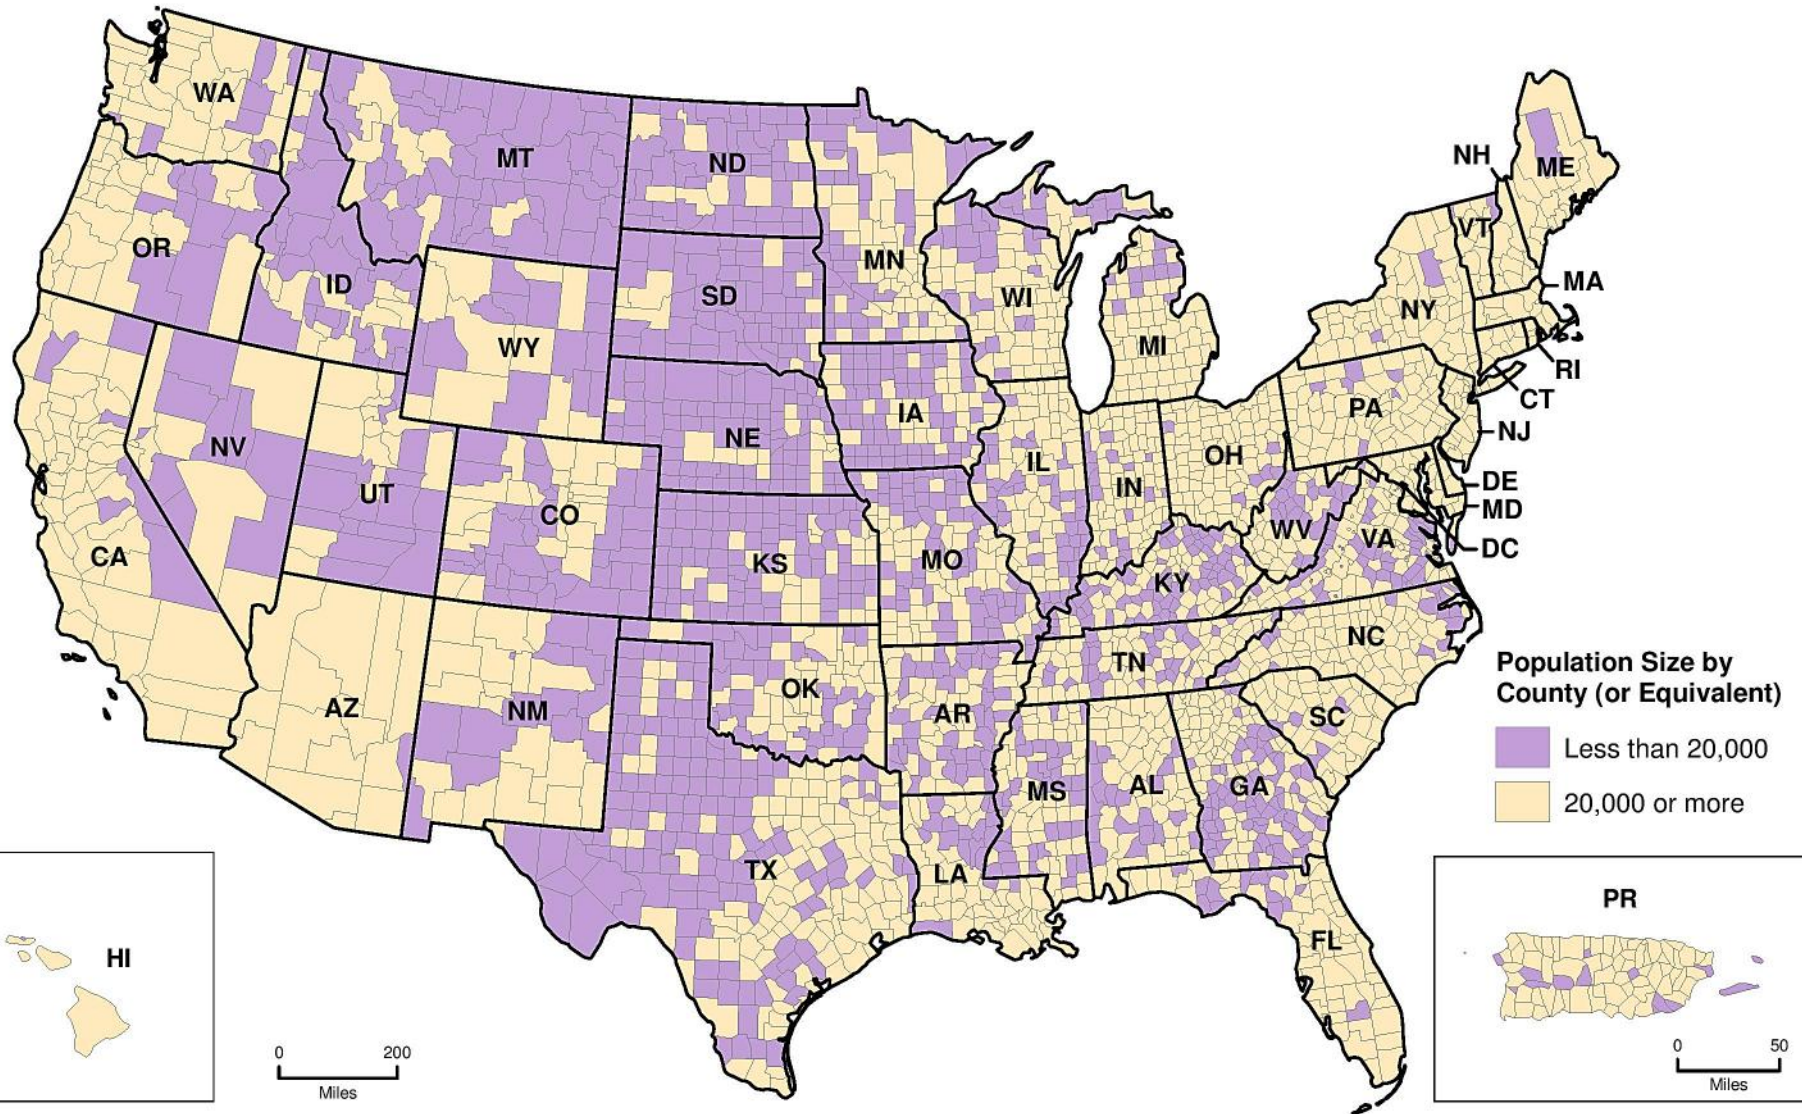 WA
MT
ND
NH
ME
OR
VT
ID
MN
MA
SD
WI
NY
WY
MI
RI
CT
IA
PA
NE
NJ
NV
IL
OH
IN
DE
UT
MD
CO
WV
VA
DC
CA
KS
MO
KY
NC
TN
Population Size by
County (or Equivalent)
OK
AZ
NM
AR
SC
Less than 20,000
MS
AL
GA
20,000 or more
TX
LA
PR
FL
HI
0 200
Miles
0 50
Miles